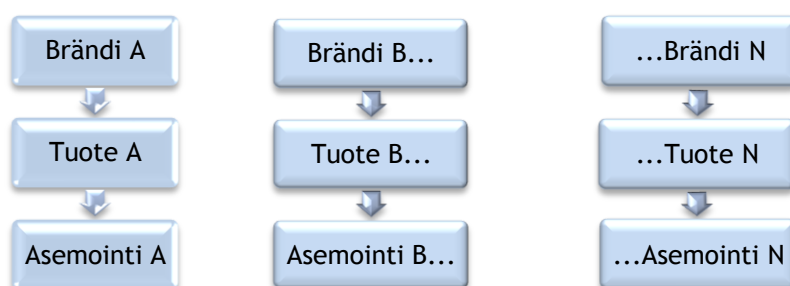 Brändi A
Brändi B...
...Brändi N
Tuote A
Tuote B...
...Tuote N
Asemointi A
Asemointi B...
...Asemointi N